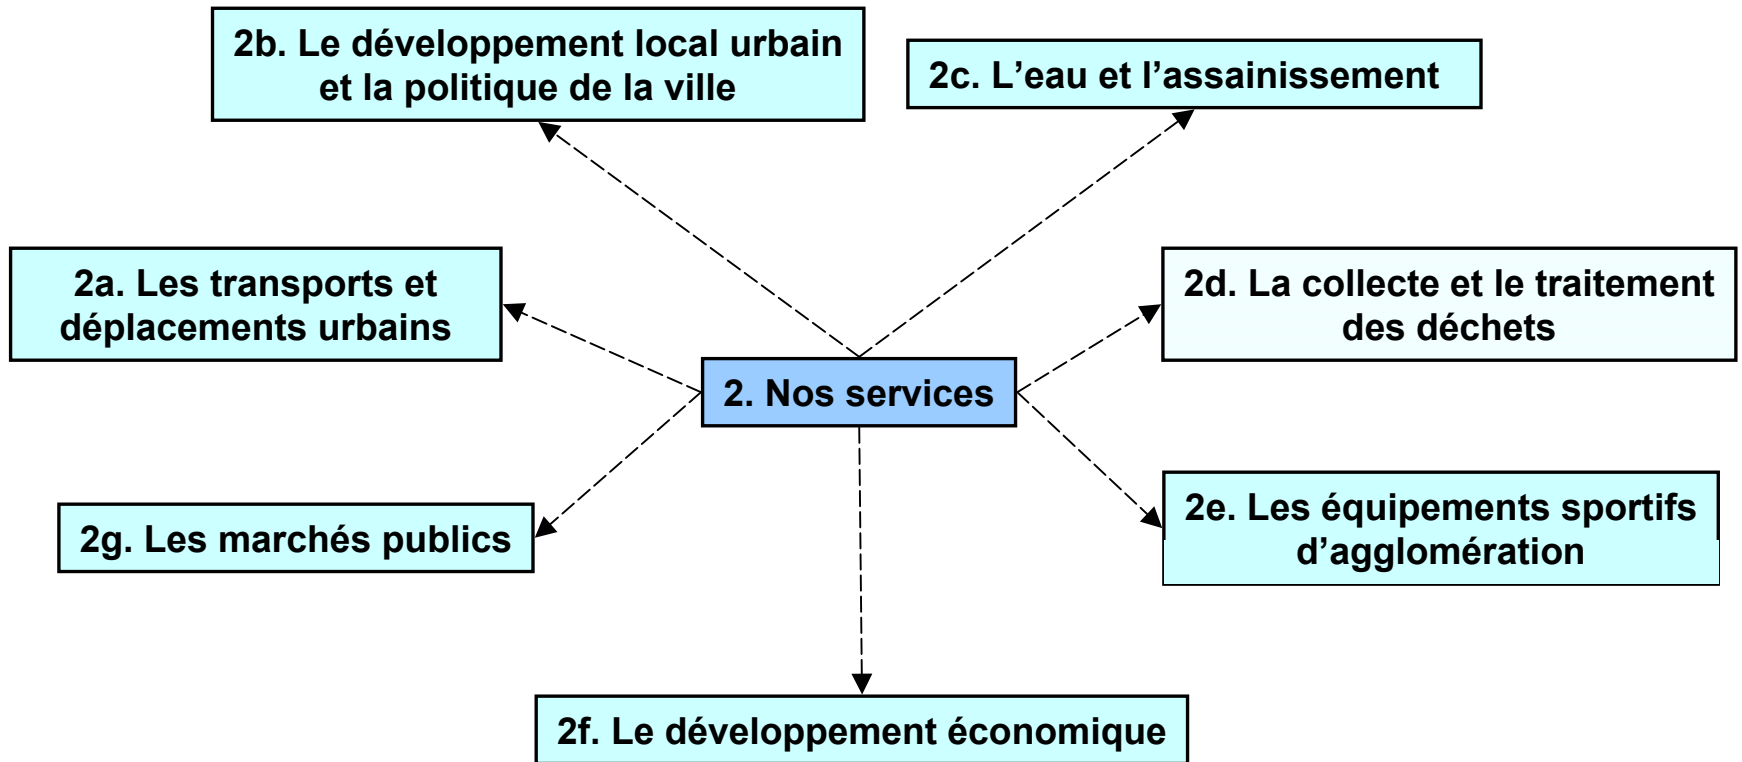 2b. Le développement local urbain
et la politique de la ville
2c. L’eau et l’assainissement
2a. Les transports et
déplacements urbains
2d. La collecte et le traitement
des déchets
2. Nos services
2g. Les marchés publics
2e. Les équipements sportifs
d’agglomération
2f. Le développement économique